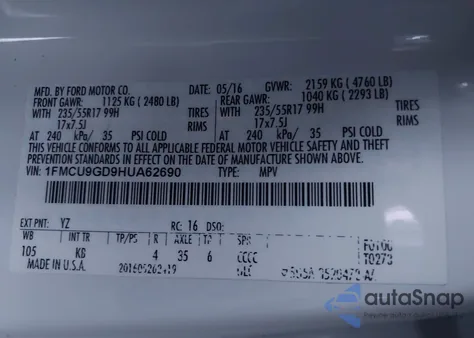 MFD. BY FORD MOTOR CO. DATE: 05/16 GVWR: 2159 KG (4760 LB)
FRONT GAWR: 1125 KG (2480 LB) REAR GAWR: 1040 KG (2293 LB)
235/55R17 99H TIRES 235/55R17 99H TIRES
17x7.5J RIMS 17x7.5J RIMS
AT 240 kPa/ 35 PSI COLD AT 240 kPa/ 35 PSI COLD
THIS VEHICLE CONFORMS TO ALL APPLICABLE FEDERAL MOTOR VEHICLE SAFETY
STANDARDS IN EFFECT ON THE DATE OF MANUFACTURE SHOWN ABOVE.
VIN: 1FMCU9GD9HUA62690 TYPE: MPV
EXT PNT: YZ RC: 16 DSO:
WB INT TR TP/PS R AXLE TR SPR
105 KB 4 35 6
MADE IN U.S.A.
autoSnap